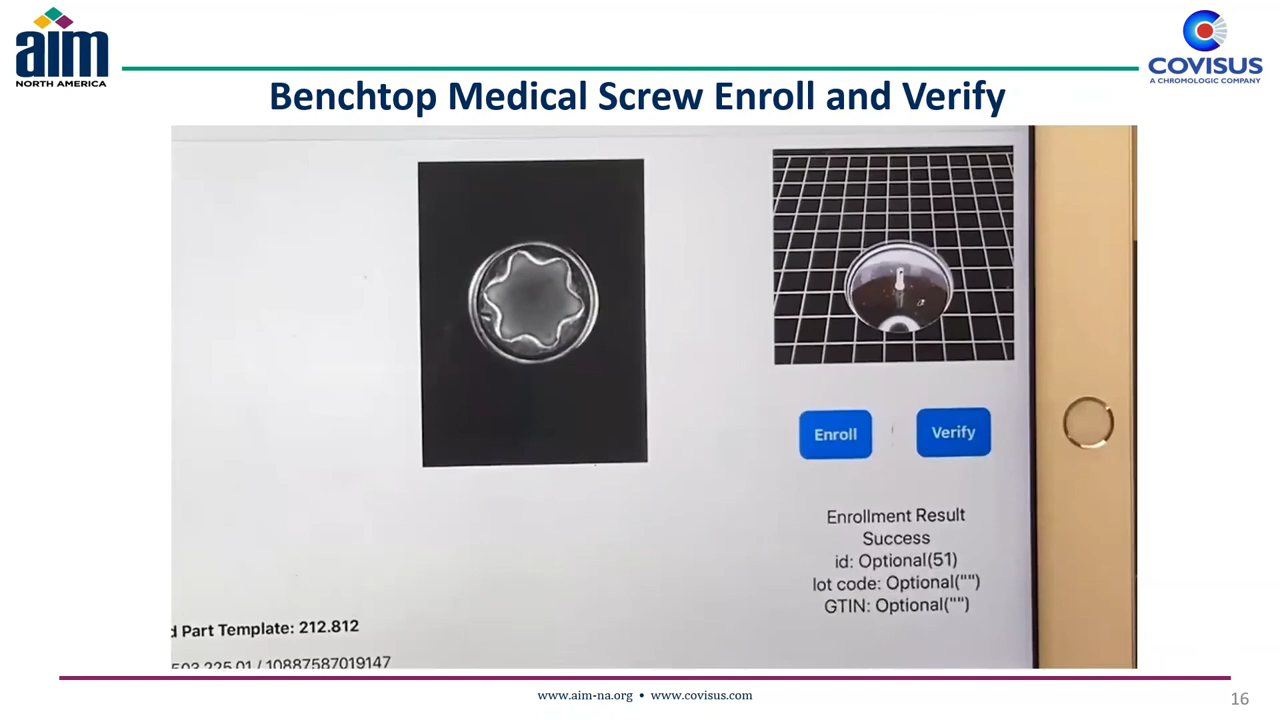 aim
NORTH AMERICA
COVISUS
A CHROMOLOGIC COMPANY
Benchtop Medical Screw Enroll and Verify
Enroll
Verify
Enrollment Result
Success
id: Optional(51)
lot code: Optional("")
GTIN: Optional("")
d Part Template: 212.812
503.225.01 / 10887587019147
www.aim-na.org • www.covisus.com
16